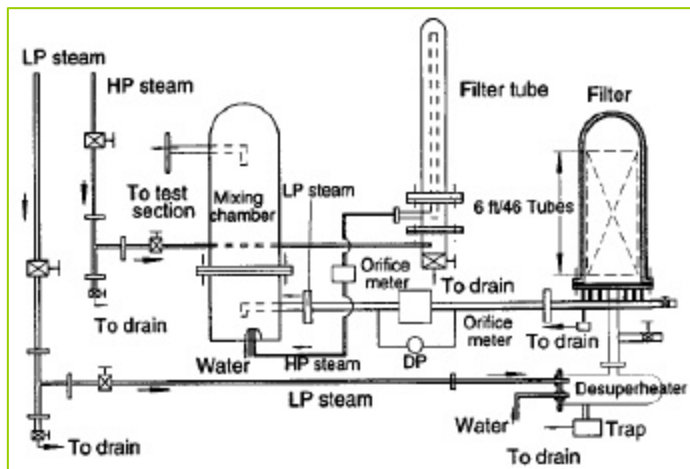 LP steam
HP steam
Filter tube
Filter
To test
section
Mixing
chamber
LP steam
6 ft/46 Tubes
Orifice
meter
To drain
To drain
Water
HP steam
DP
Orifice
meter
To drain
LP steam
Desuperheater
Water
Trap
To drain
To drain